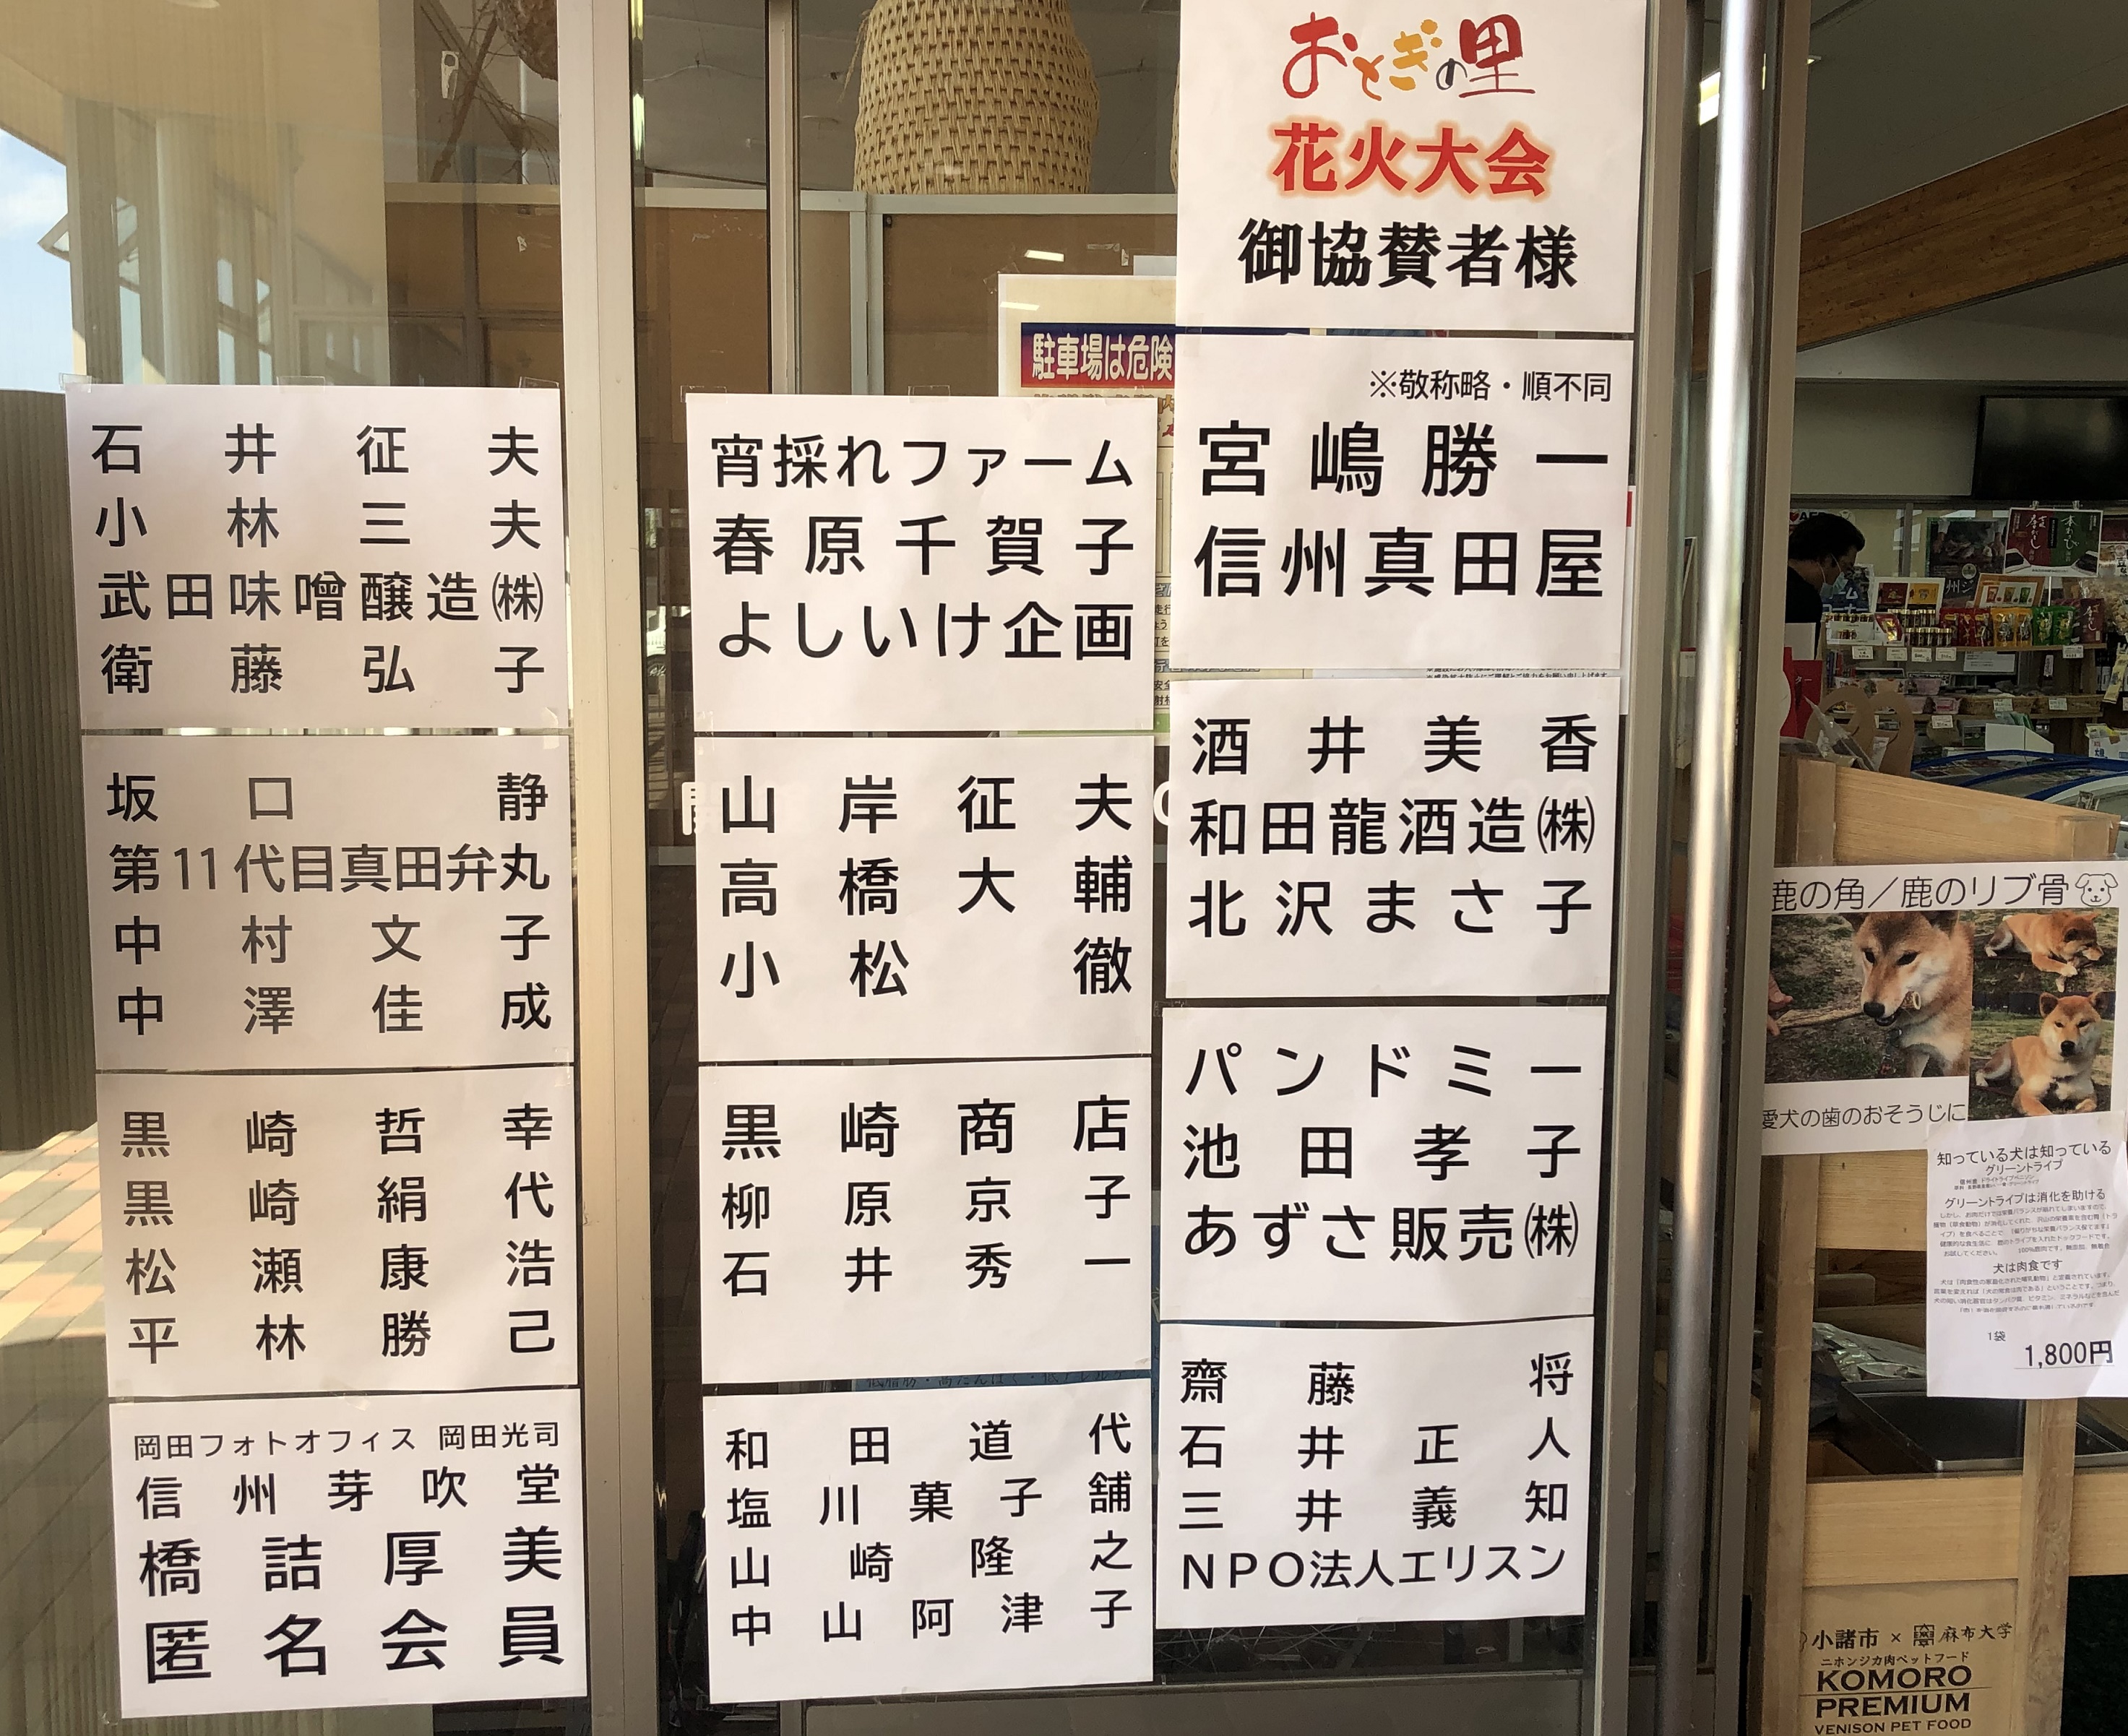 おとぎの里
花火大会
御協賛者様
※敬称略・順不同
宮嶋勝一
信州真田屋
酒井美香
和田龍酒造㈱
北沢まさ子
パンドミー
池田孝子
あずさ販売㈱
齋藤将
石井正人
三井義知
NPO法人エリスン
宵採れファーム
春原千賀子
よしいけ企画
山岸征夫
高橋大輔
小松徹
黒崎商店
柳原京子
石井秀一
和田道代
塩川菓子舗
山崎隆之
中山阿津子
石井征夫
小林三夫
武田味噌醸造㈱
衛藤弘子
坂口静
第11代目真田弁丸
中村文子
中澤佳成
黒崎哲幸
黒崎絹代
松瀬康浩
平林勝己
岡田フォトオフィス 岡田光司
信州芽吹堂
橋詰厚美
匿名会員
駐車場は危険
鹿の角／鹿のリブ骨
愛犬の歯のおそうじに
知っている犬は知っている
グリーントライプ
グリーントライプは消化を助ける
犬は肉食です
1袋
1,800円
小諸市 × 麻布大学
ニホンジカ肉ペットフード
KOMORO
PREMIUM
VENISON PET FOOD